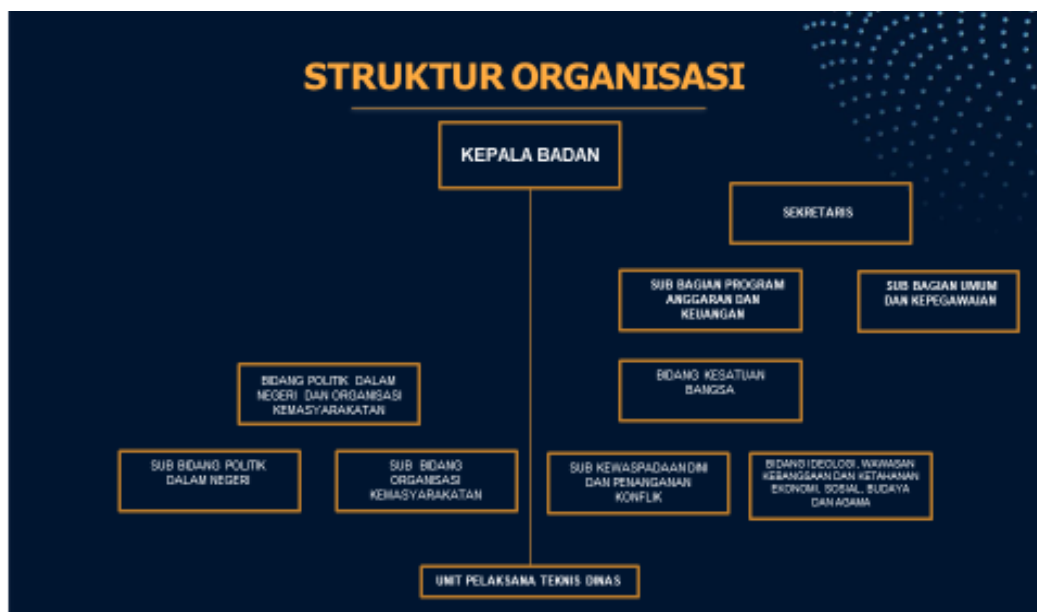 STRUKTUR ORGANISASI
KEPALA BADAN
SEKRETARIS
SUB BAGIAN PROGRAM
ANGGARAN DAN
KEUANGAN
SUB BAGIAN UMUM
DAN KEPEGAWAIAN
BIDANG POLITIK DALAM
NEGERI DAN ORGANISASI
KEMASYARAKATAN
BIDANG KESATUAN
BANGSA
SUB BIDANG POLITIK
DALAM NEGERI
SUB BIDANG
ORGANISASI
KEMASYARAKATAN
SUB KEWASPADAAN DINI
DAN PENANGANAN
KONFLIK
BIDANG IDEOLOGI, WAWASAN
KEBANGSAAN DAN KETAHANAN
EKONOMI, SOSIAL, BUDAYA
DAN AGAMA
UNIT PELAKSANA TEKNIS DINAS